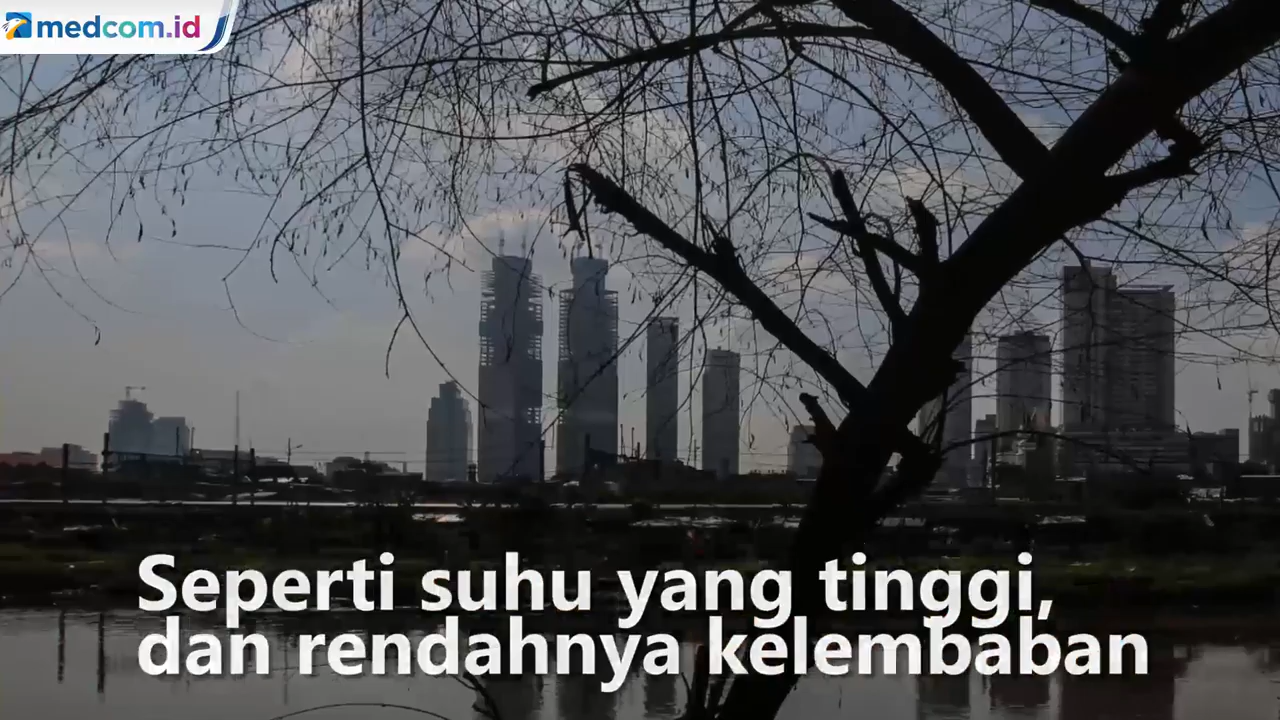 medcom.id
Seperti suhu yang tinggi,
dan rendahnya kelembaban